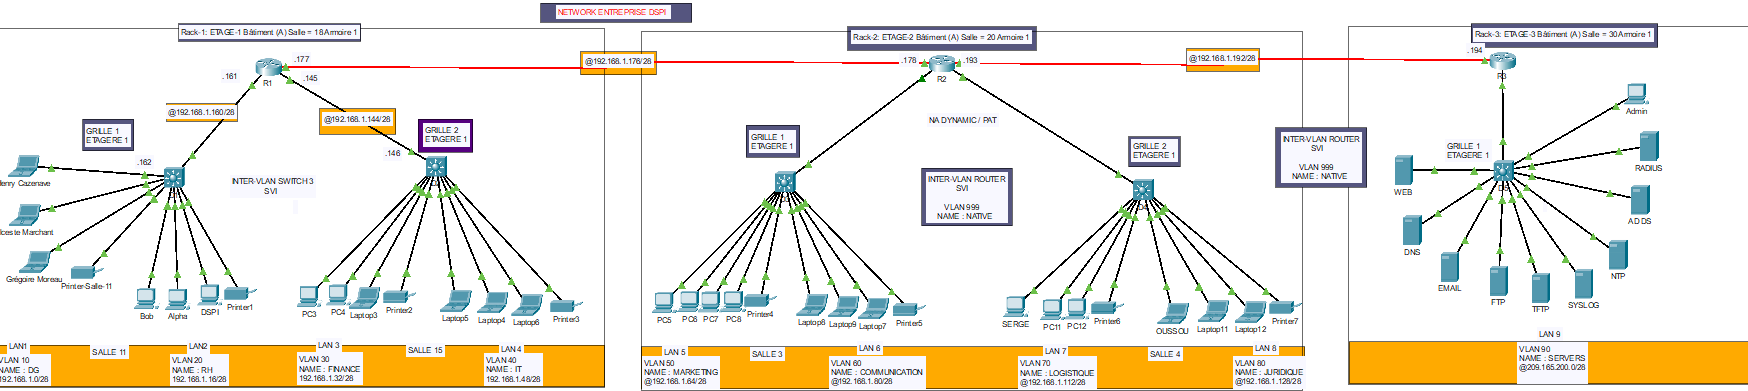 NETWORK ENTREPRISE DSPI
Rack-1: ETAGE-1 Bâtiment (A) Salle = 18 Armoire 1
.177
.161
.145
R1
@192.168.1.160/28
@192.168.1.144/28
GRILLE 1
ETAGERE 1
GRILLE 2
ETAGERE 1
.162
.146
INTER-VLAN SWITCH 3
SVI
enry Cazenave
lceste Marchant
Grégoire Moreau
Printer-Salle-11
Bob
Alpha
DSPI
Printer1
PC3
PC4
Laptop3
Printer2
Laptop5
Laptop4
Laptop6
Printer3
LAN1
SALLE 11
LAN2
LAN 3
SALLE 15
LAN 4
VLAN 10
NAME : DG
192.168.1.0/28
VLAN 20
NAME : RH
192.168.1.16/28
VLAN 30
NAME : FINANCE
192.168.1.32/28
VLAN 40
NAME : IT
192.168.1.48/28
@192.168.1.176/28
Rack-2: ETAGE-2 Bâtiment (A) Salle = 20 Armoire 1
.178
.193
R2
@192.168.1.192/28
NA DYNAMIC / PAT
GRILLE 1
ETAGERE 1
GRILLE 2
ETAGERE 1
INTER-VLAN ROUTER
SVI
VLAN 999
NAME : NATIVE
PC5
PC6
PC7
PC8
Printer4
Laptop8
Laptop9
Laptop7
Printer5
SERGE
PC11
PC12
Printer6
OUSSOU
Laptop11
Laptop12
Printer7
LAN 5
SALLE 3
LAN 6
LAN 7
SALLE 4
LAN 8
VLAN 50
NAME : MARKETING
@192.168.1.64/28
VLAN 60
NAME : COMMUNICATION
@192.168.1.80/28
VLAN 70
NAME : LOGISTIQUE
@192.168.1.112/28
VLAN 80
NAME : JURIDIQUE
@192.168.1.128/28
INTER-VLAN ROUTER
SVI
VLAN 999
NAME : NATIVE
Rack-3: ETAGE-3 Bâtiment (A) Salle = 30 Armoire 1
.194
R3
GRILLE 1
ETAGERE 1
Admin
RADIUS
WEB
AD DS
DNS
NTP
EMAIL
FTP
TFTP
SYSLOG
LAN 9
VLAN 90
NAME : SERVERS
@209.165.200.0/28